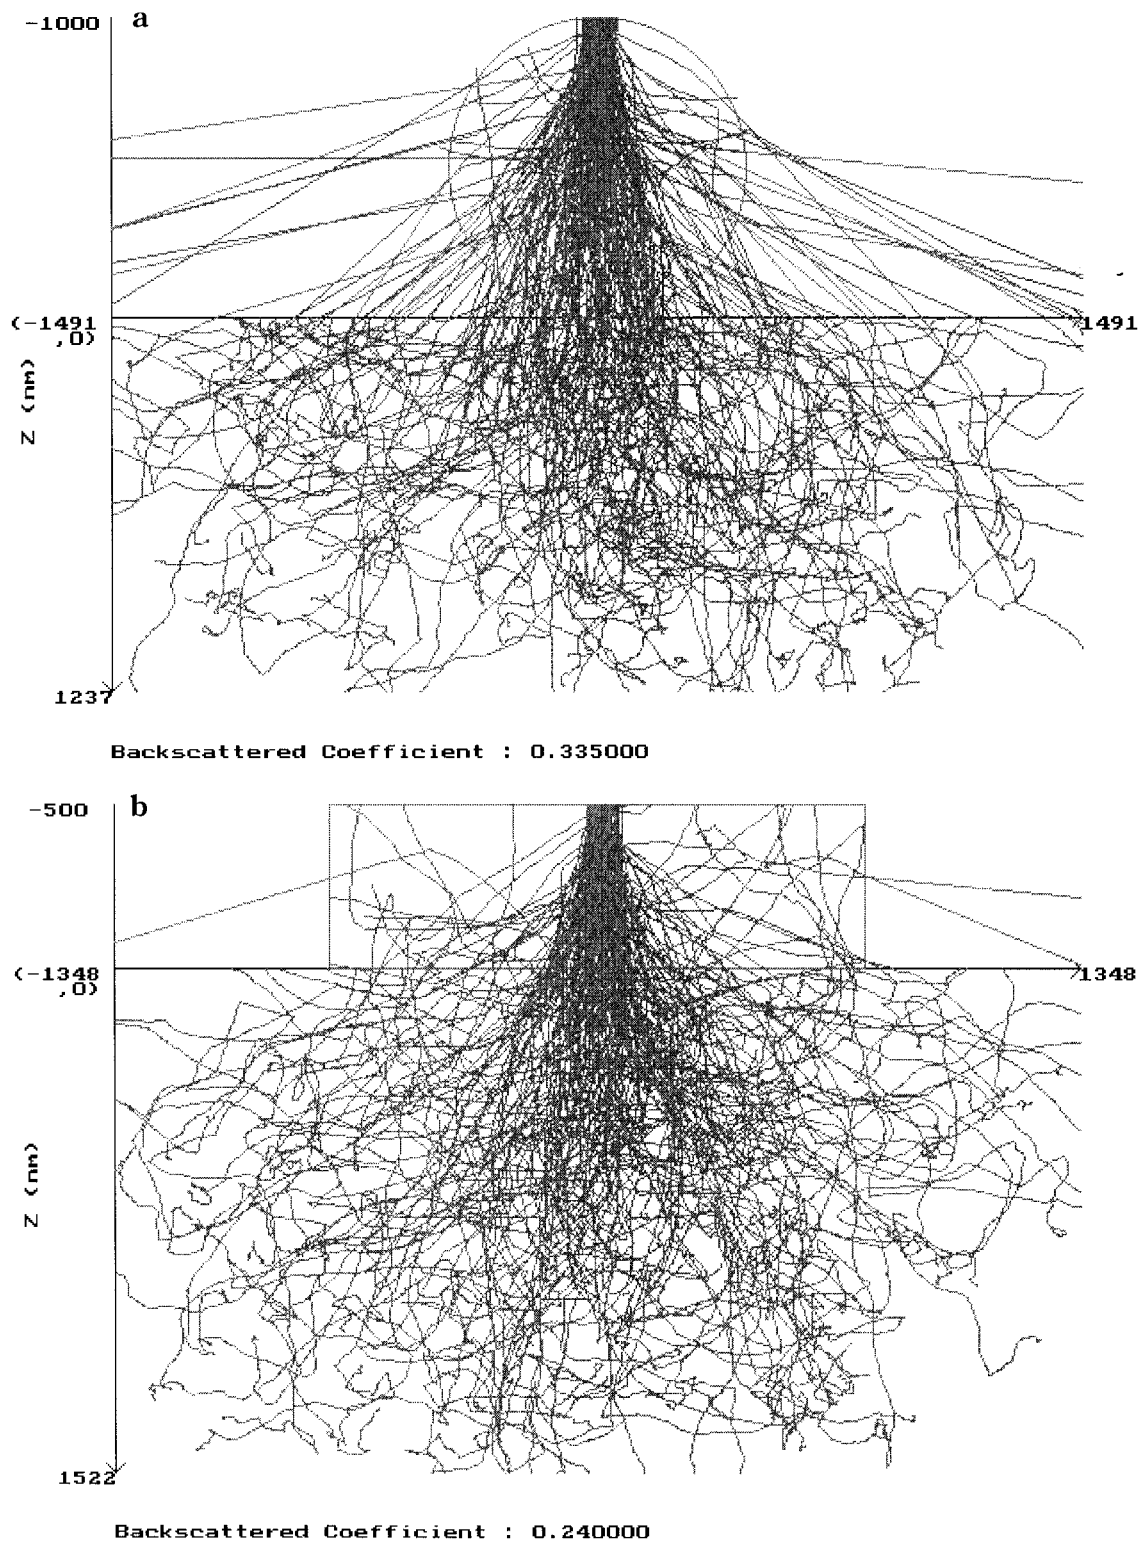 a
-1000
(-1491
,0)
1491
Z (nm)
1237
Backscattered Coefficient : 0.335000
b
-500
(-1348
,0)
1348
Z (nm)
1522
Backscattered Coefficient : 0.240000